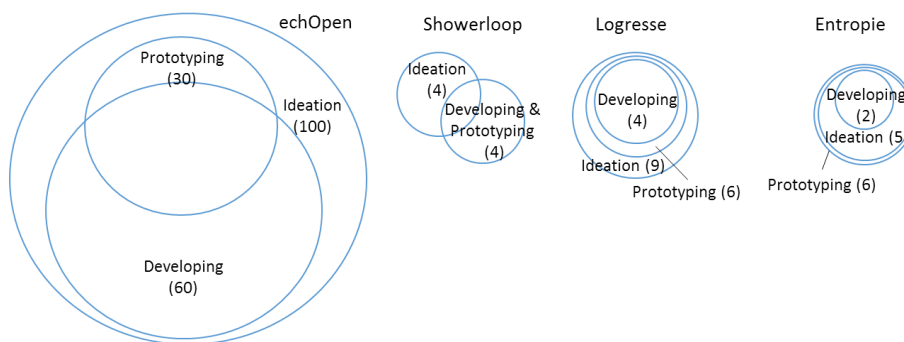 echOpen
Prototyping
(30)
Ideation
(100)
Developing
(60)
Showerloop
Ideation
(4)
Developing &
Prototyping
(4)
Logresse
Developing
(4)
Ideation (9)
Prototyping (6)
Entropie
Developing
(2)
Ideation (5
Prototyping (6)